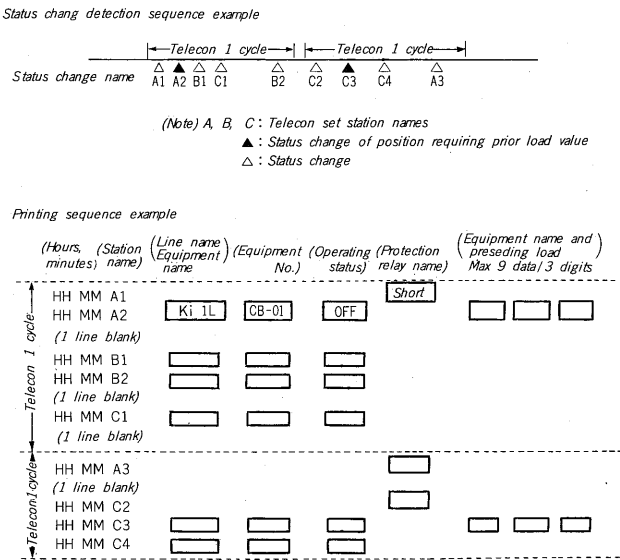 Status chang detection sequence example
Telecon 1 cycle Telecon 1 cycle
Status change name A1 A2 B1 C1 B2 C2 C3 C4 A3
(Note) A, B, C : Telecon set station names
▲ : Status change of position requiring prior load value
△ : Status change
Printing sequence example
(Hours, minutes) (Station name) (Line name Equipment name) (Equipment No.) (Operating status) (Protection relay name) (Equipment name and preseding load) Max 9 data/3 digits
Telecon 1 cycle
HH MM A1 Short
HH MM A2 Ki 1L CB-01 OFF
(1 line blank)
HH MM B1
HH MM B2
(1 line blank)
HH MM C1
(1 line blank)
Telecon 1 cycle
HH MM A3
(1 line blank)
HH MM C2
HH MM C3
HH MM C4